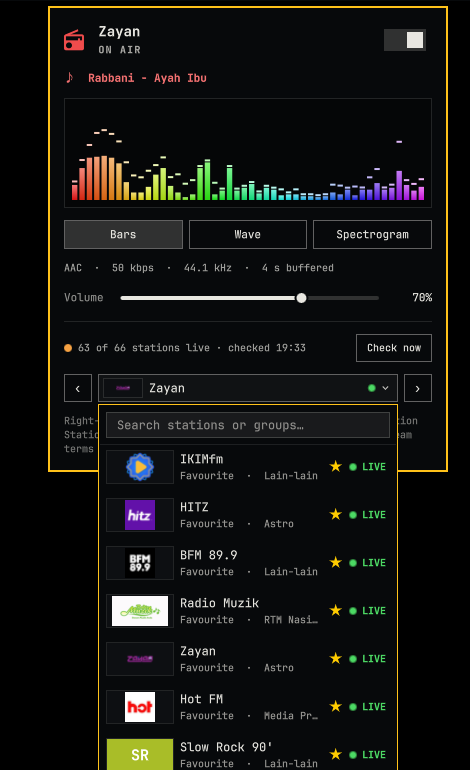 Zayan
ON AIR
♪ Rabbani - Ayah Ibu
Bars
Wave
Spectrogram
AAC · 50 kbps · 44.1 kHz · 4 s buffered
Volume
70%
63 of 66 stations live · checked 19:33
Check now
‹
Zayan
›
Right-
Statio
terms
Search stations or groups…
IKIMfm
Favourite · Lain-lain
★ LIVE
hitz
HITZ
Favourite · Astro
★ LIVE
BFM
89.9
BFM 89.9
Favourite · Lain-lain
★ LIVE
Radio Muzik
Favourite · RTM Nasi…
★ LIVE
Zayan
Favourite · Astro
★ LIVE
hot
Hot FM
Favourite · Media Pr…
★ LIVE
SR
Slow Rock 90'
Favourite · Lain-lain
★ LIVE